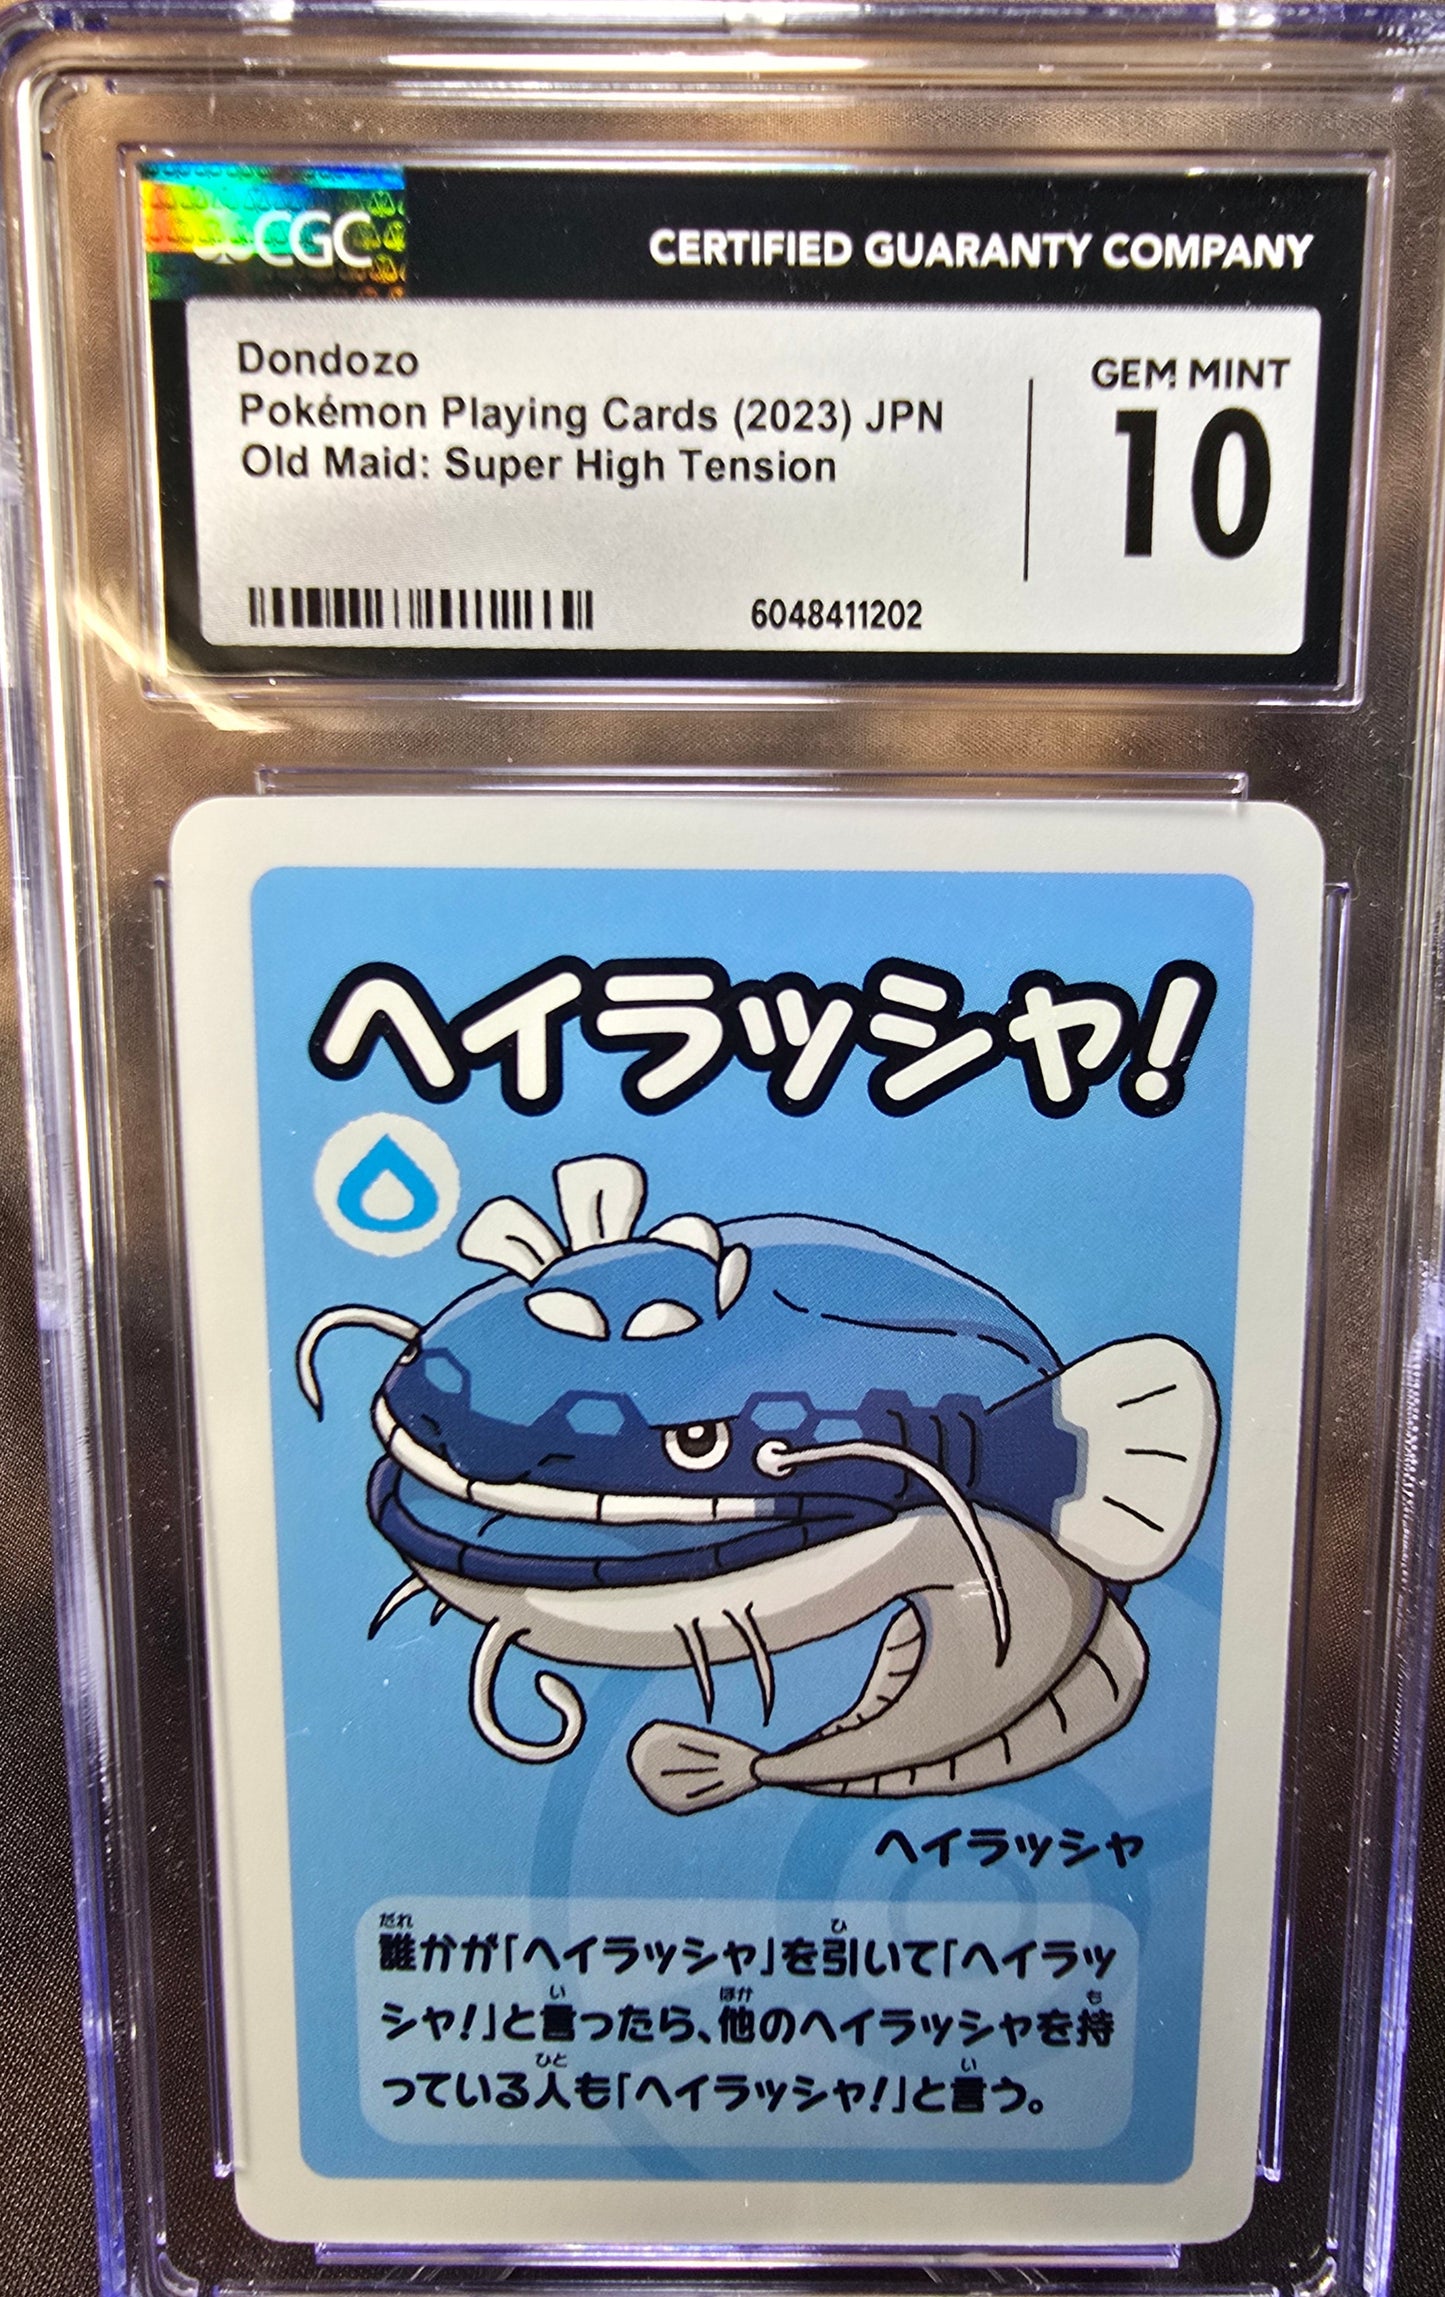 CGC
CERTIFIED GUARANTY COMPANY
Dondozo
Pokémon Playing Cards (2023) JPN
Old Maid: Super High Tension
GEM MINT
10
6048411202
ヘイラッシャ!
ヘイラッシャ
だれ ひ
誰かが「ヘイラッシャ」を引いて「ヘイラッ
い ほか も
シャ!」と言ったら、他のヘイラッシャを持
ひと い
っている人も「ヘイラッシャ!」と言う。